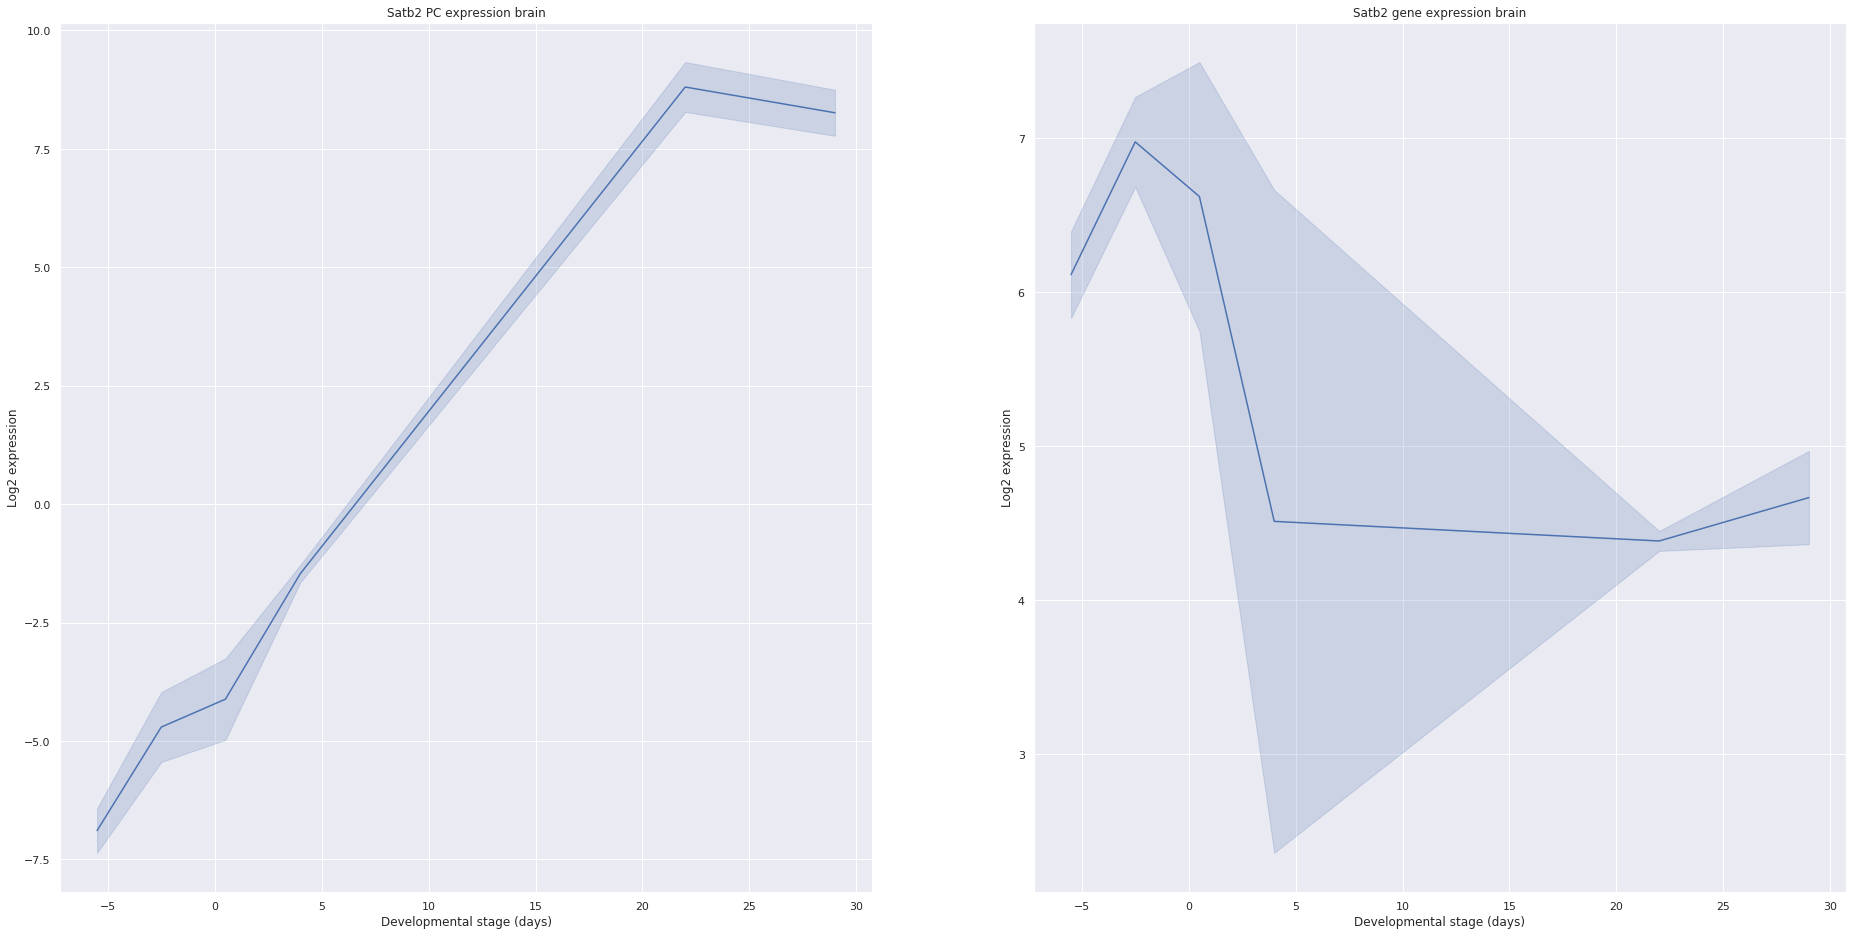 Satb2 PC expression brain
10.0
7.5
5.0
2.5
0.0
−2.5
−5.0
−7.5
Log2 expression
−5 0 5 10 15 20 25 30
Developmental stage (days)
Satb2 gene expression brain
7
6
5
4
3
Log2 expression
−5 0 5 10 15 20 25 30
Developmental stage (days)